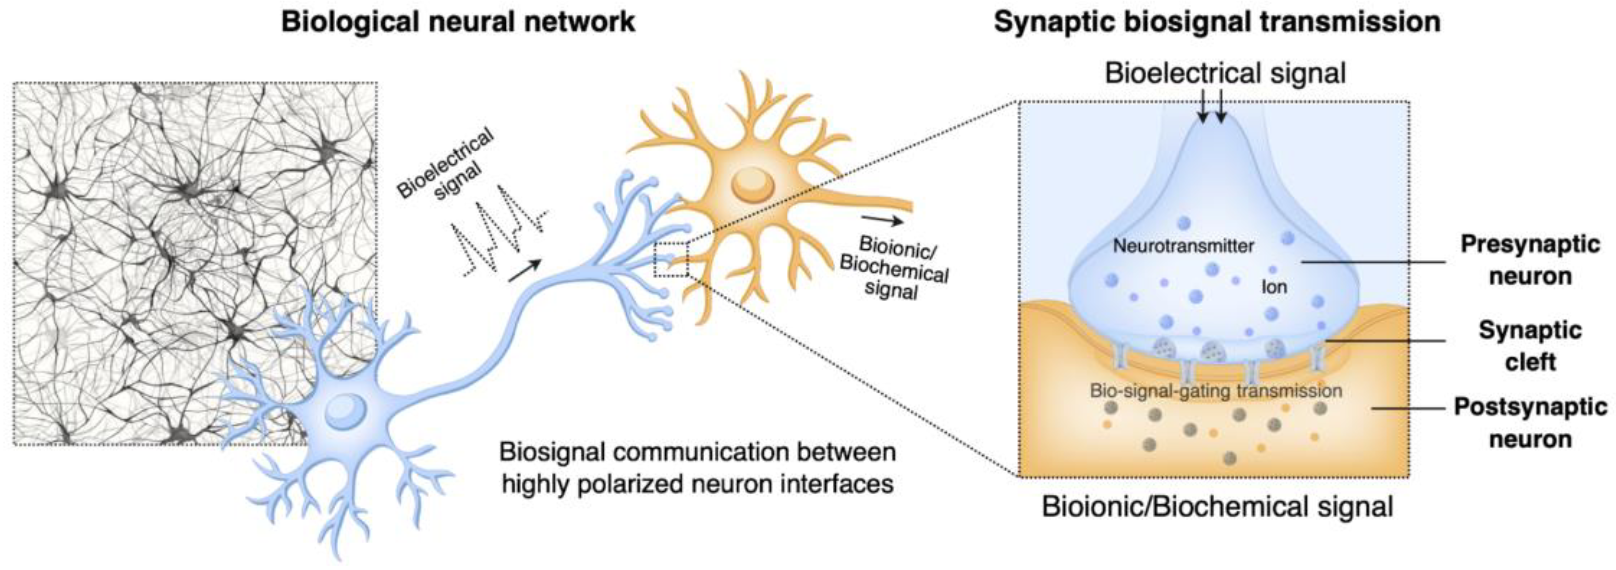 Biological neural network
Bioelectrical
signal
Bioionic/
Biochemical
signal
Biosignal communication between
highly polarized neuron interfaces
Synaptic biosignal transmission
Bioelectrical signal
Neurotransmitter
Ion
Bio-signal-gating transmission
Presynaptic
neuron
Synaptic
cleft
Postsynaptic
neuron
Bioionic/Biochemical signal